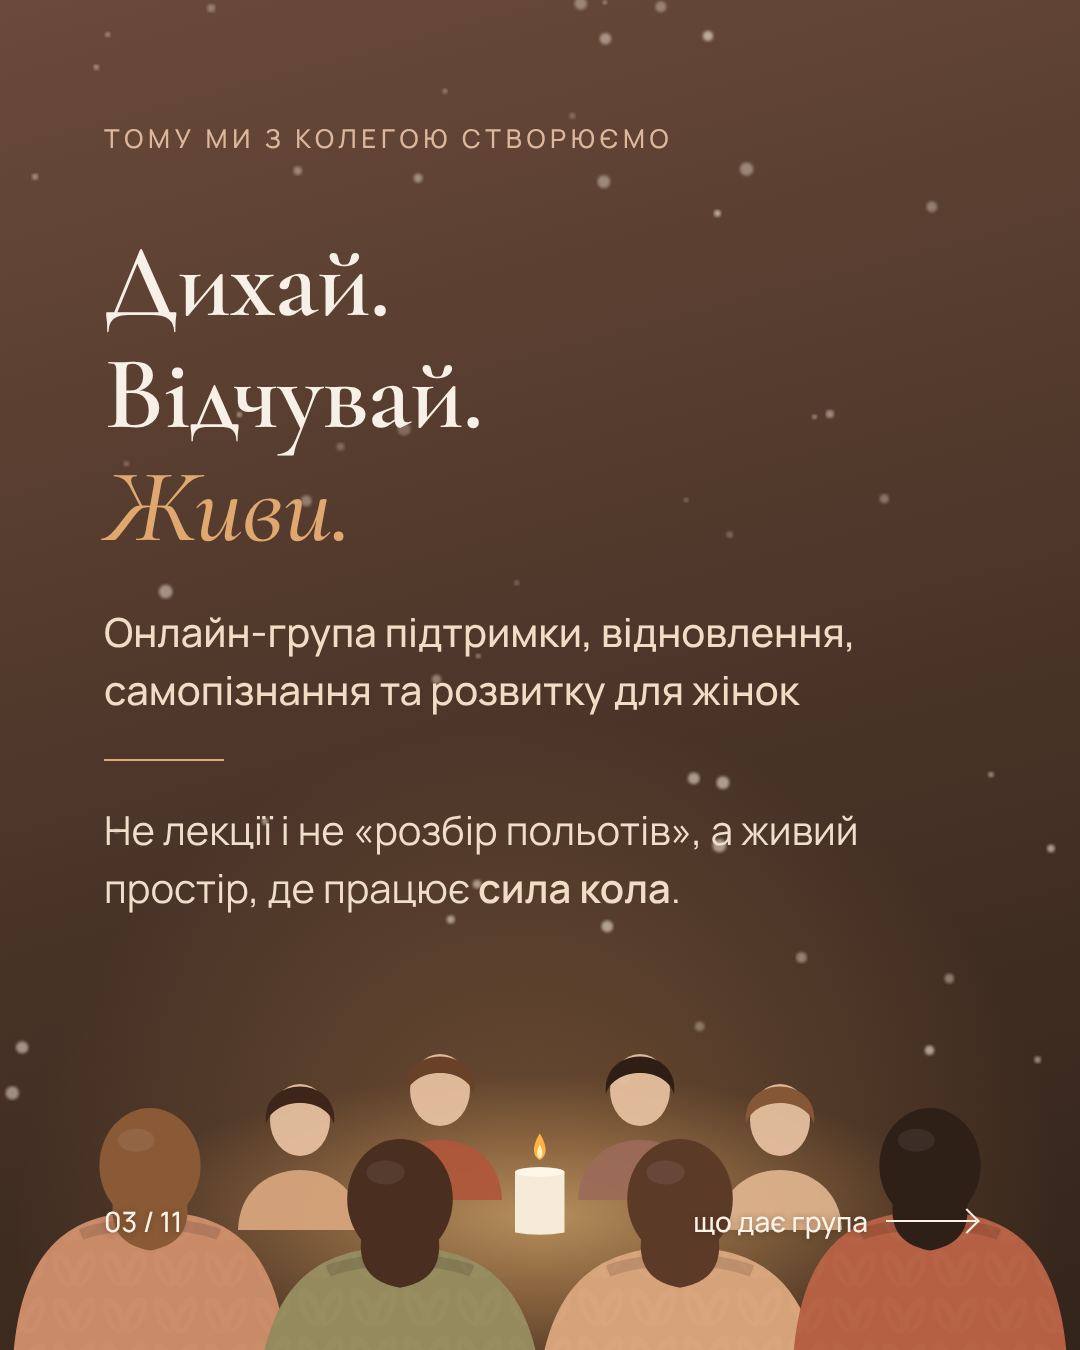 ТОМУ МИ З КОЛЕГОЮ СТВОРЮЄМО
Дихай.
Відчувай.
Живи.
Онлайн-група підтримки, відновлення,
самопізнання та розвитку для жінок
Не лекції і не «розбір польотів», а живий
простір, де працює сила кола.
03 / 11
що дає група